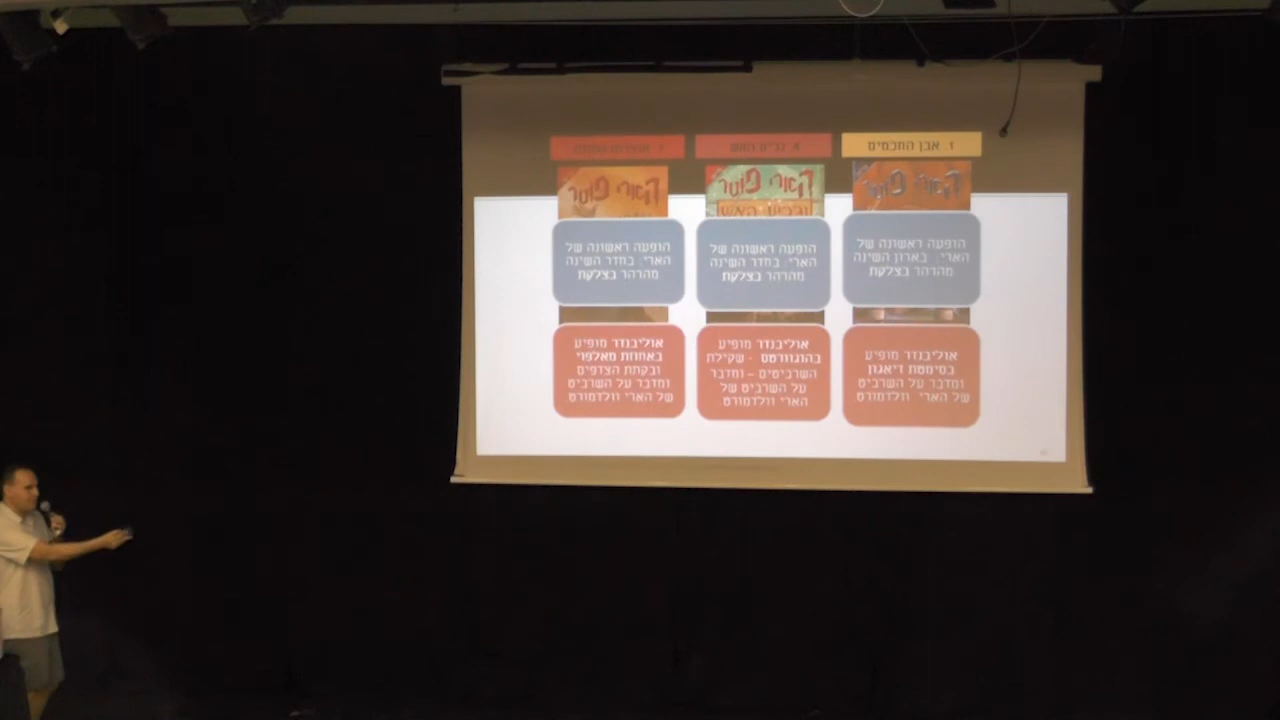 1. אבן החכמים
4. גביע האש
הארי פוטר
הארי פוטר
וגביע האש
הארי פוטר
הופעה ראשונה של
הארי: בארון השינה
מהרהר בצלקת
הופעה ראשונה של
הארי: בחדר השינה
מהרהר בצלקת
הופעה ראשונה של
הארי: בחדר השינה
מהרהר בצלקת
אוליבנדר מופיע
בסימטת דיאגון
ומדבר על השרביט
של הארי וולדמורט
אוליבנדר מופיע
בהוגוורטס - שקילת
השרביטים – ומדבר
על השרביט של
הארי וולדמורט
אוליבנדר מופיע
באחוזת מאלפוי
ובקתת הצדפים
ומדבר על השרביט
של הארי וולדמורט